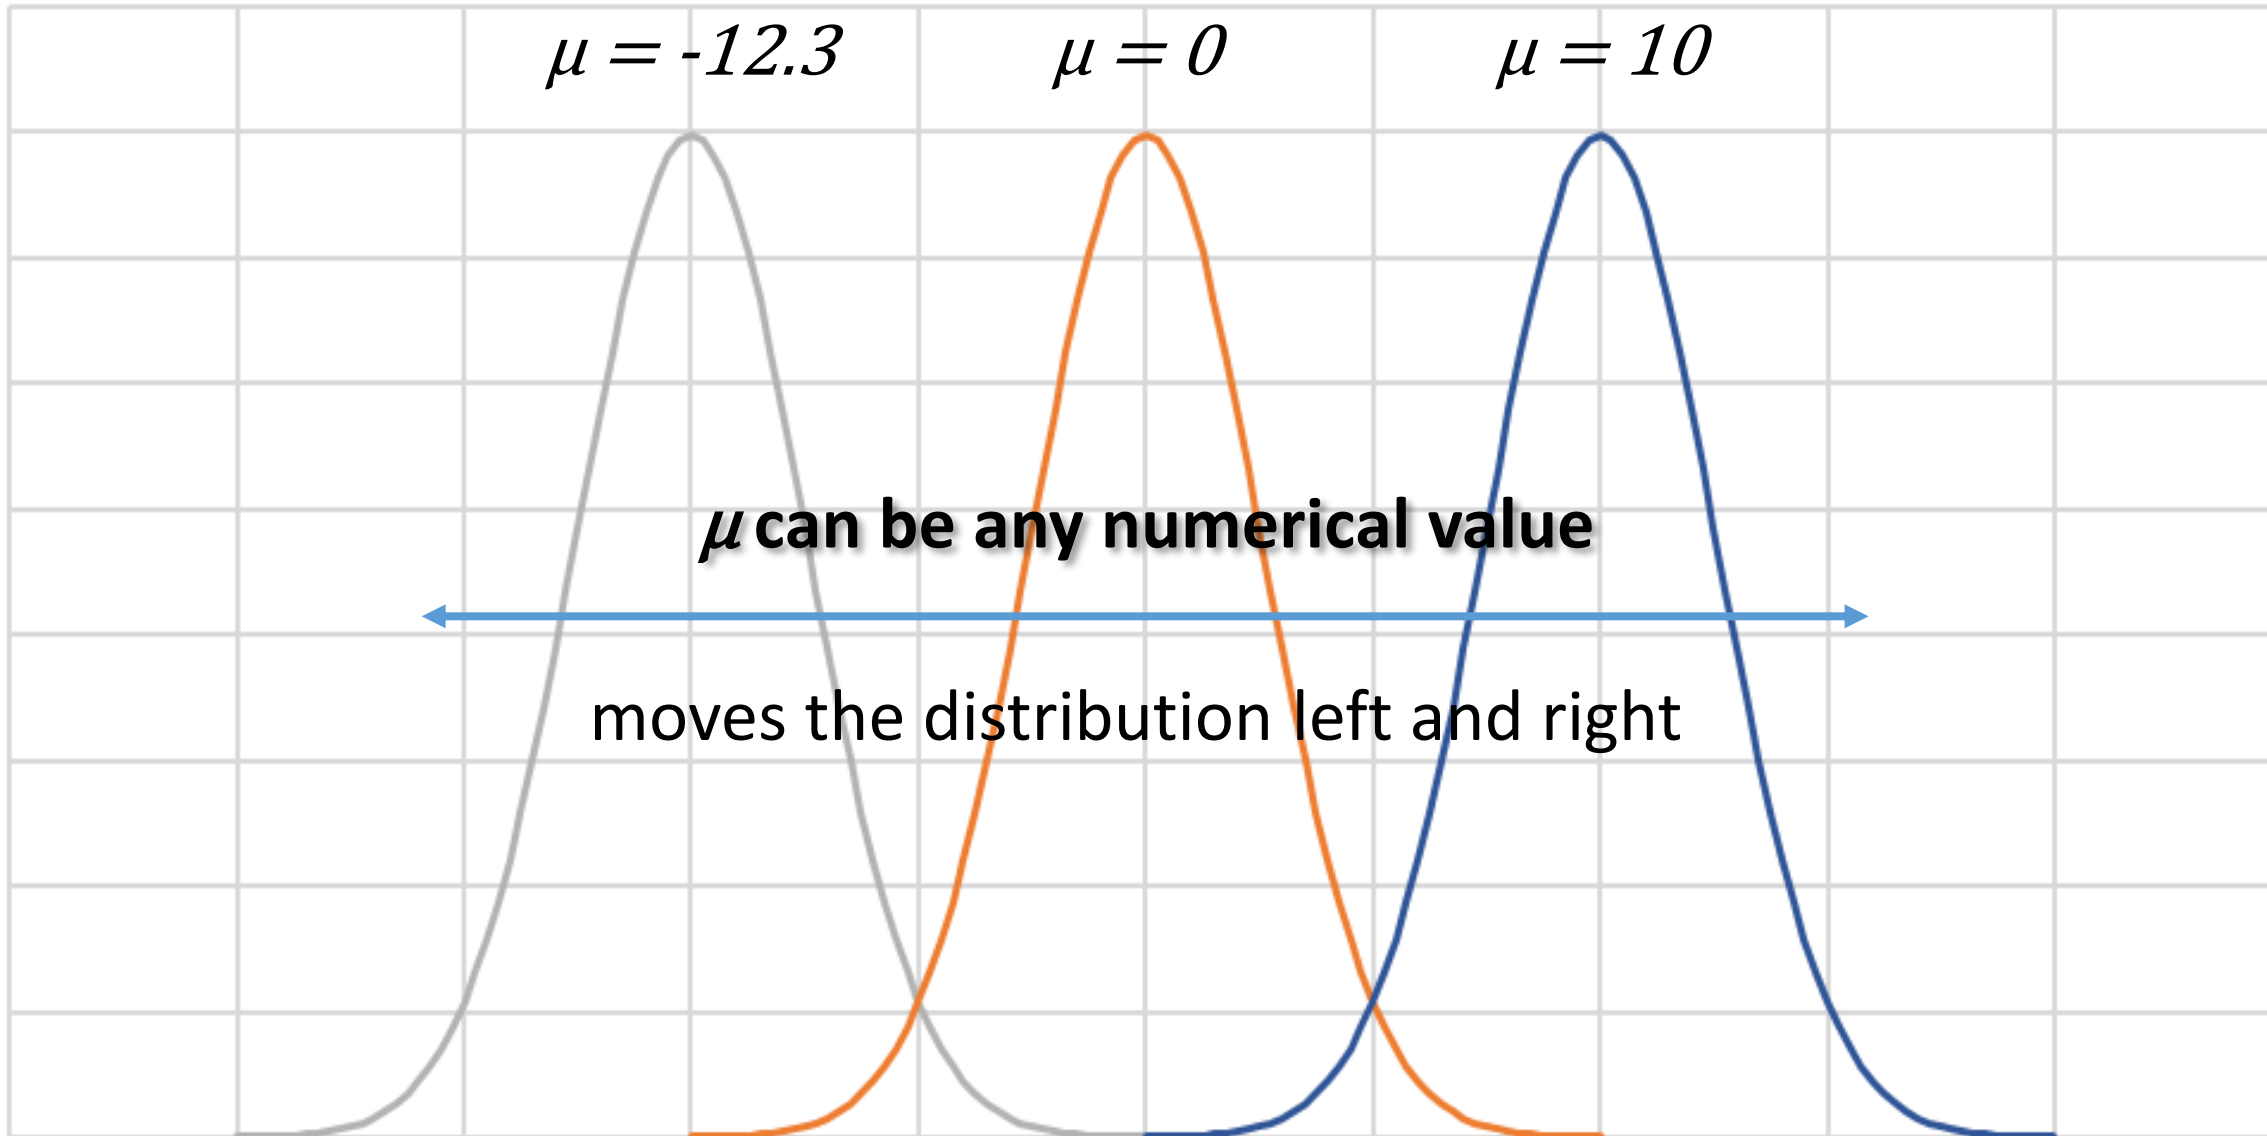 μ = -12.3
μ = 0
μ = 10
μ can be any numerical value
moves the distribution left and right